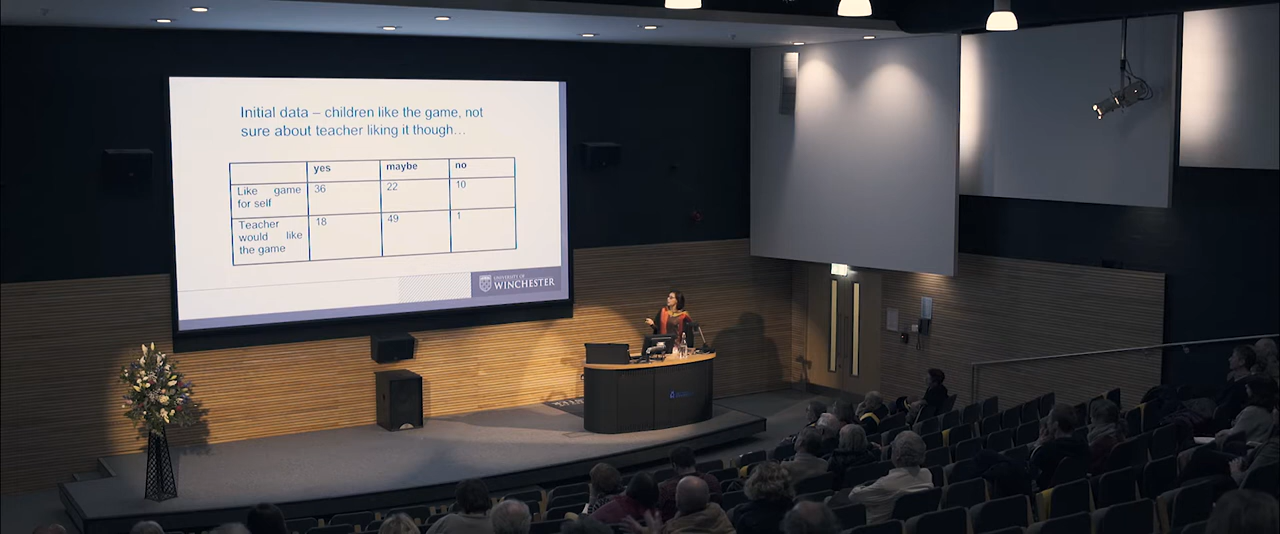 Initial data – children like the game, not
sure about teacher liking it though…
yes maybe no
Like game for self 36 22 10
Teacher would like the game 18 49 1
UNIVERSITY OF
WINCHESTER